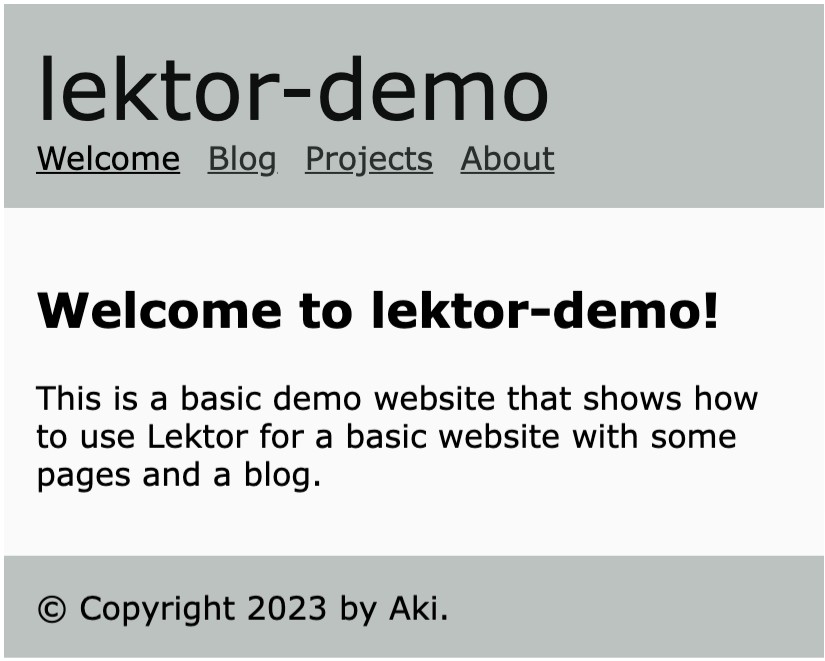 lektor-demo
Welcome Blog Projects About
Welcome to lektor-demo!
This is a basic demo website that shows how
to use Lektor for a basic website with some
pages and a blog.
© Copyright 2023 by Aki.